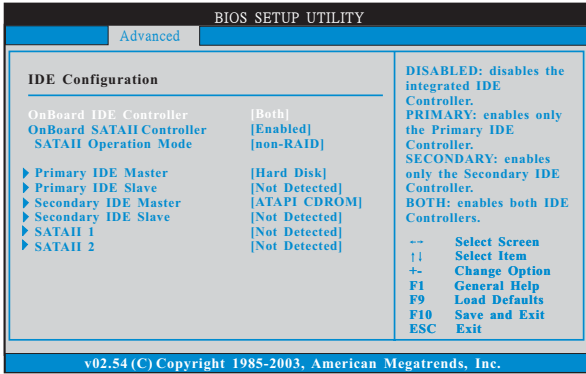 BIOS SETUP UTILITY
Advanced
IDE Configuration
OnBoard IDE Controller [Both]
OnBoard SATAII Controller [Enabled]
SATAII Operation Mode [non-RAID]
Primary IDE Master [Hard Disk]
Primary IDE Slave [Not Detected]
Secondary IDE Master [ATAPI CDROM]
Secondary IDE Slave [Not Detected]
SATAII 1 [Not Detected]
SATAII 2 [Not Detected]
DISABLED: disables the
integrated IDE
Controller.
PRIMARY: enables only
the Primary IDE
Controller.
SECONDARY: enables
only the Secondary IDE
Controller.
BOTH: enables both IDE
Controllers.
←→ Select Screen
↑↓ Select Item
+- Change Option
F1 General Help
F9 Load Defaults
F10 Save and Exit
ESC Exit
v02.54 (C) Copyright 1985-2003, American Megatrends, Inc.